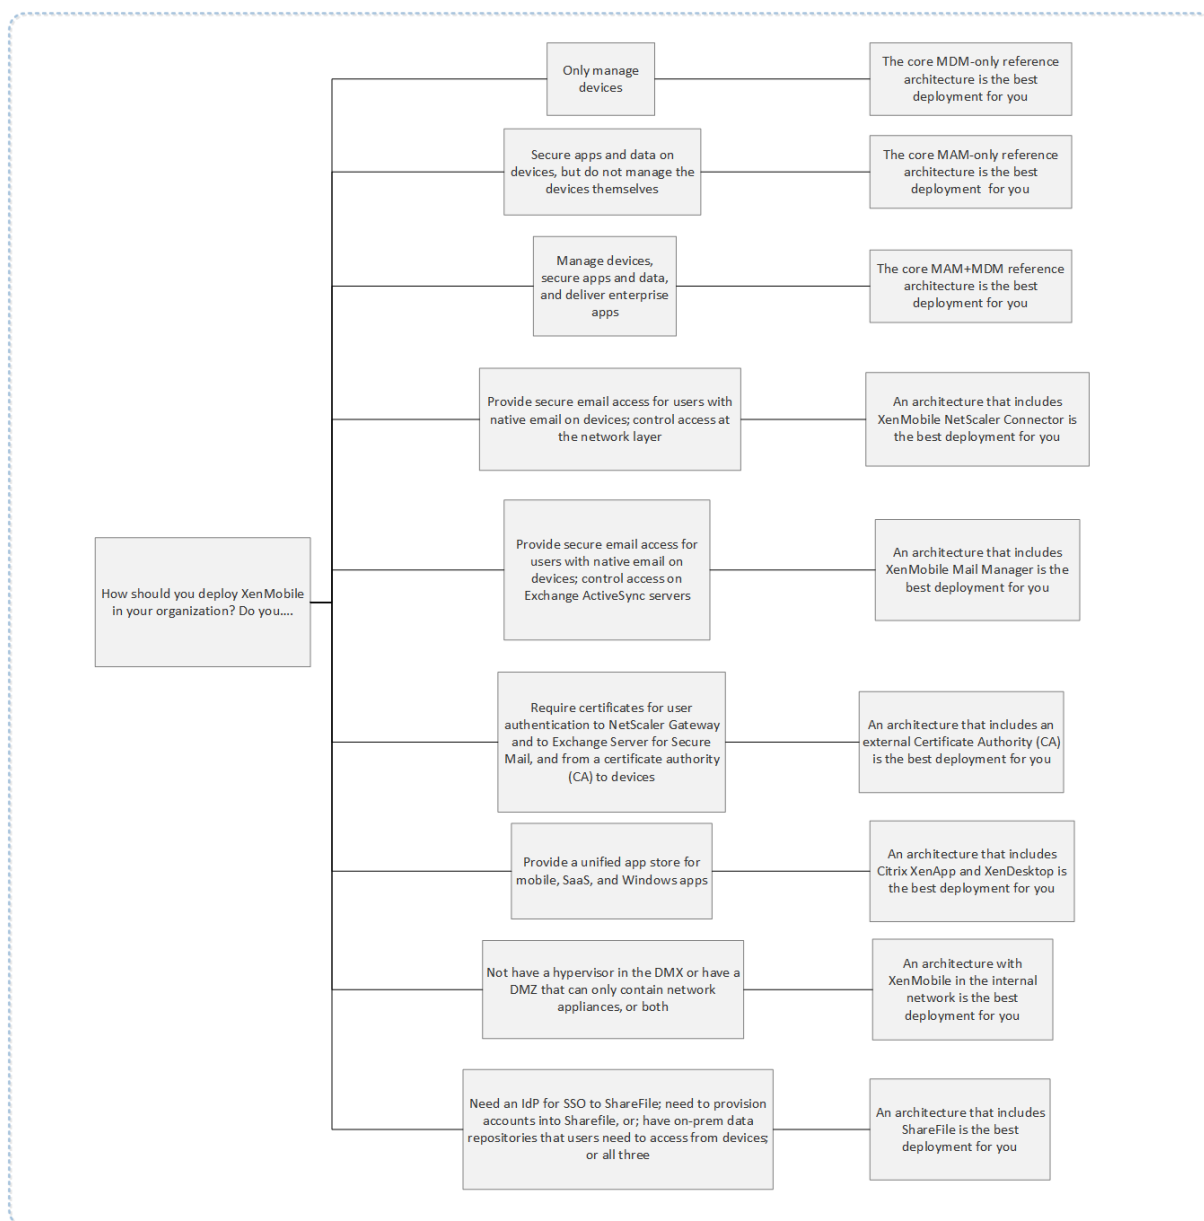 Only manage
devices
The core MDM-only reference
architecture is the best
deployment for you
Secure apps and data on
devices, but do not manage the
devices themselves
The core MAM-only reference
architecture is the best
deployment  for you
Manage devices,
secure apps and data,
and deliver enterprise
apps
The core MAM+MDM reference
architecture is the best
deployment for you
Provide secure email access for users with
native email on devices; control access at
the network layer
An architecture that includes
XenMobile NetScaler Connector is
the best deployment for you
How should you deploy XenMobile
in your organization? Do you....
Provide secure email access for
users with native email on
devices; control access on
Exchange ActiveSync servers
An architecture that includes
XenMobile Mail Manager is the
best deployment for you
Require certificates for user
authentication to NetScaler Gateway
and to Exchange Server for Secure
Mail, and from a certificate authority
(CA) to devices
An architecture that includes an
external Certificate Authority (CA)
is the best deployment for you
Provide a unified app store for
mobile, SaaS, and Windows apps
An architecture that includes
Citrix XenApp and XenDesktop is
the best deployment for you
Not have a hypervisor in the DMX or have a
DMZ that can only contain network
appliances, or both
An architecture with
XenMobile in the internal
network is the best
deployment for you
Need an IdP for SSO to ShareFile; need to provision
accounts into Sharefile, or; have on-prem data
repositories that users need to access from devices;
or all three
An architecture that includes
ShareFile is the best
deployment for you